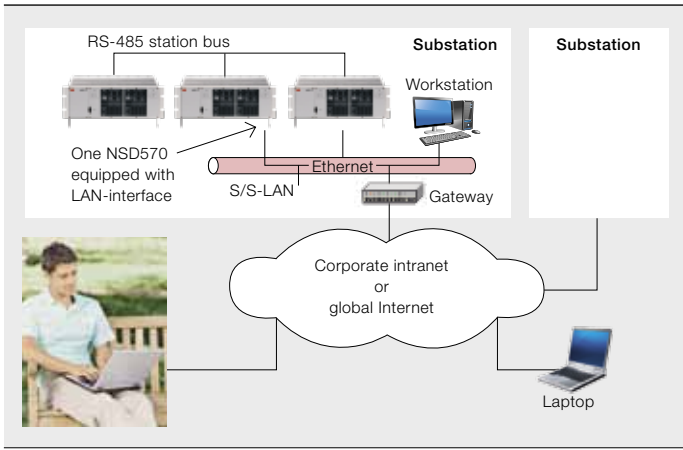 RS-485 station bus
Substation
Substation
Workstation
One NSD570
equipped with
LAN-interface
Ethernet
S/S-LAN
Gateway
Corporate intranet
or
global Internet
Laptop